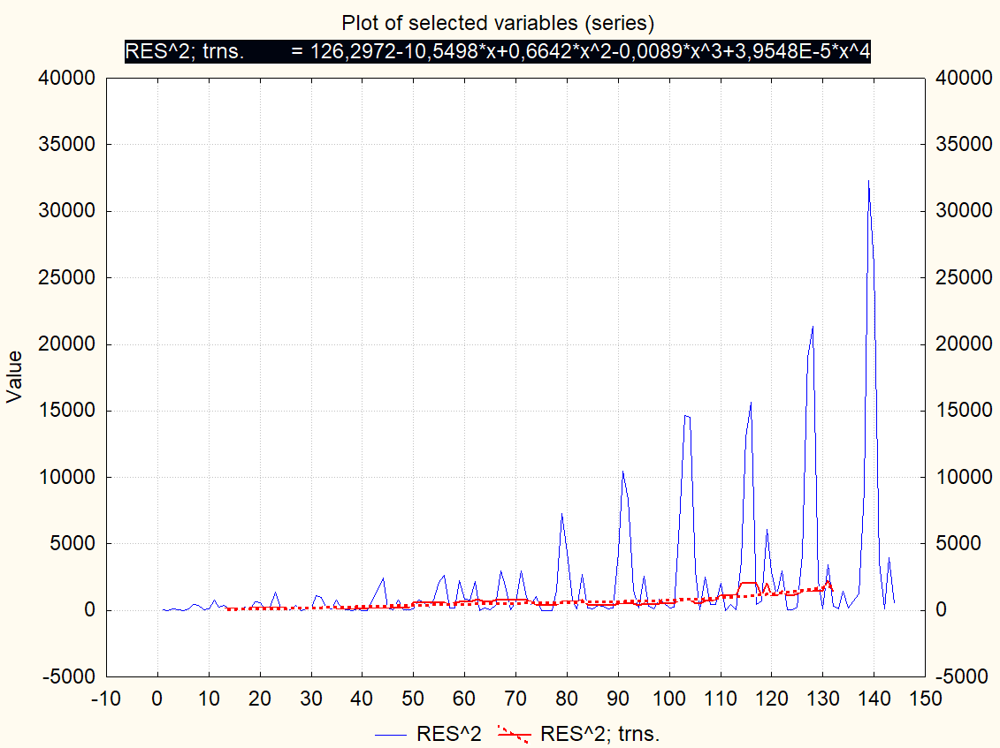 Plot of selected variables (series)
RES^2; trns. = 126,2972-10,5498*x+0,6642*x^2-0,0089*x^3+3,9548E-5*x^4
40000 40000
35000 35000
30000 30000
25000 25000
20000 20000
15000 15000
10000 10000
5000 5000
0 0
-5000 -5000
Value
-10 0 10 20 30 40 50 60 70 80 90 100 110 120 130 140 150
RES^2 RES^2; trns.